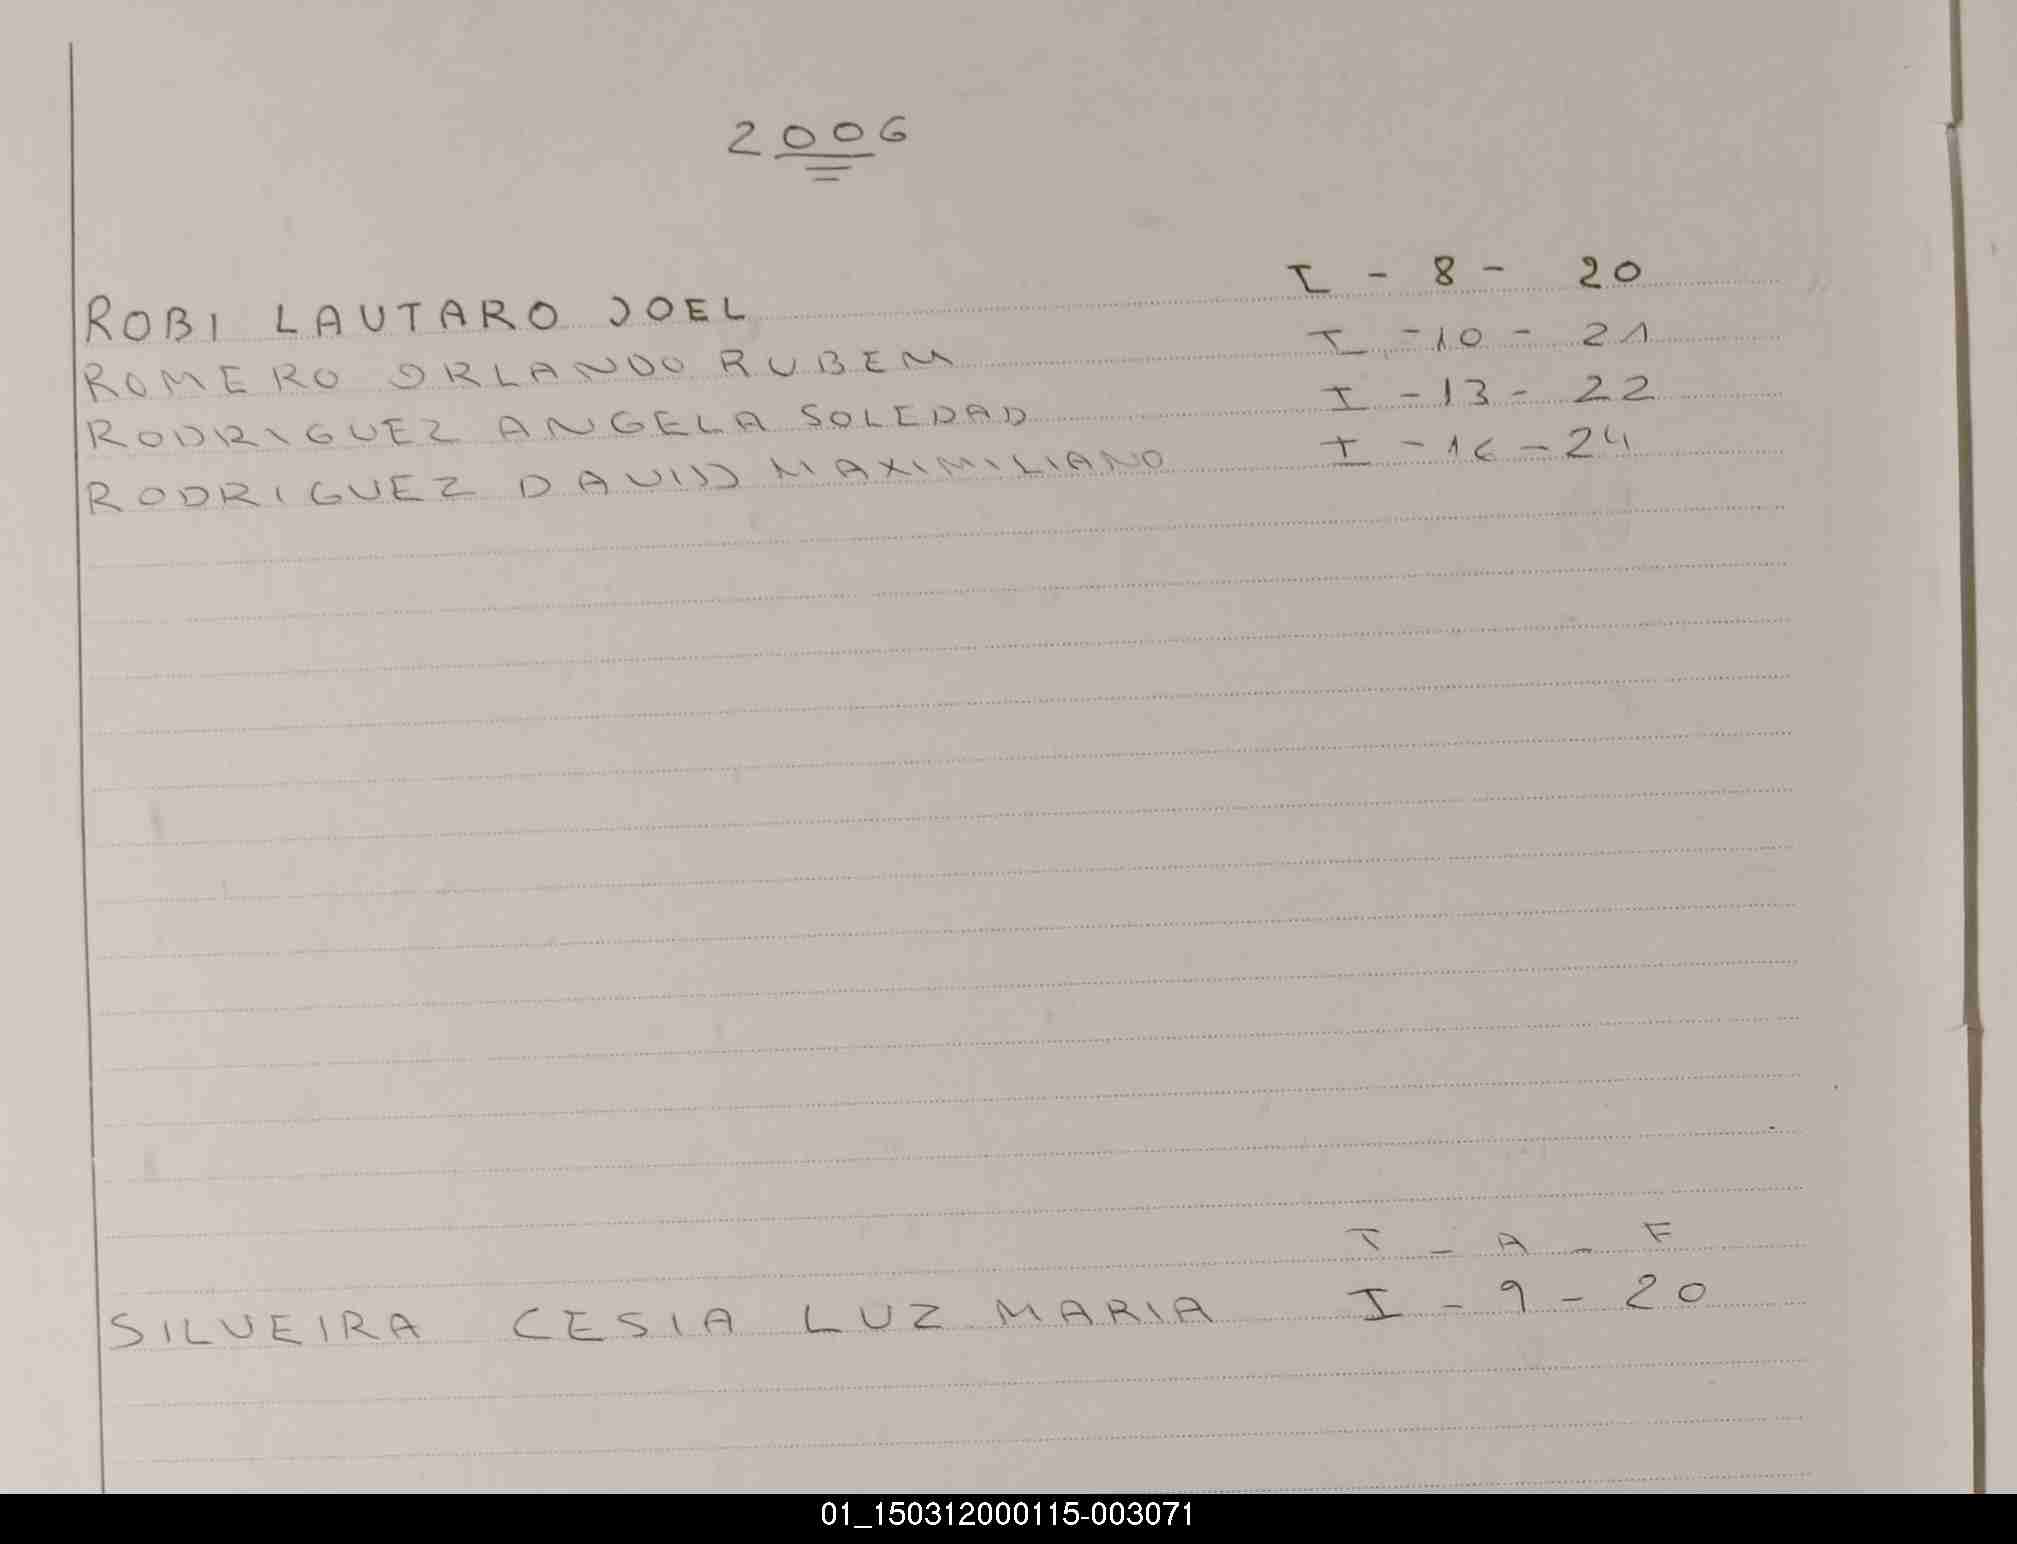 2006
ROBI LAUTARO JOEL I - 8 - 20
ROMERO ORLANDO RUBEM I - 10 - 21
RODRIGUEZ ANGELA SOLEDAD I - 13 - 22
RODRIGUEZ DAVID MAXIMILIANO I - 16 - 24
T - A - F
SILVEIRA CESIA LUZ MARIA I - 9 - 20
01_150312000115-003071